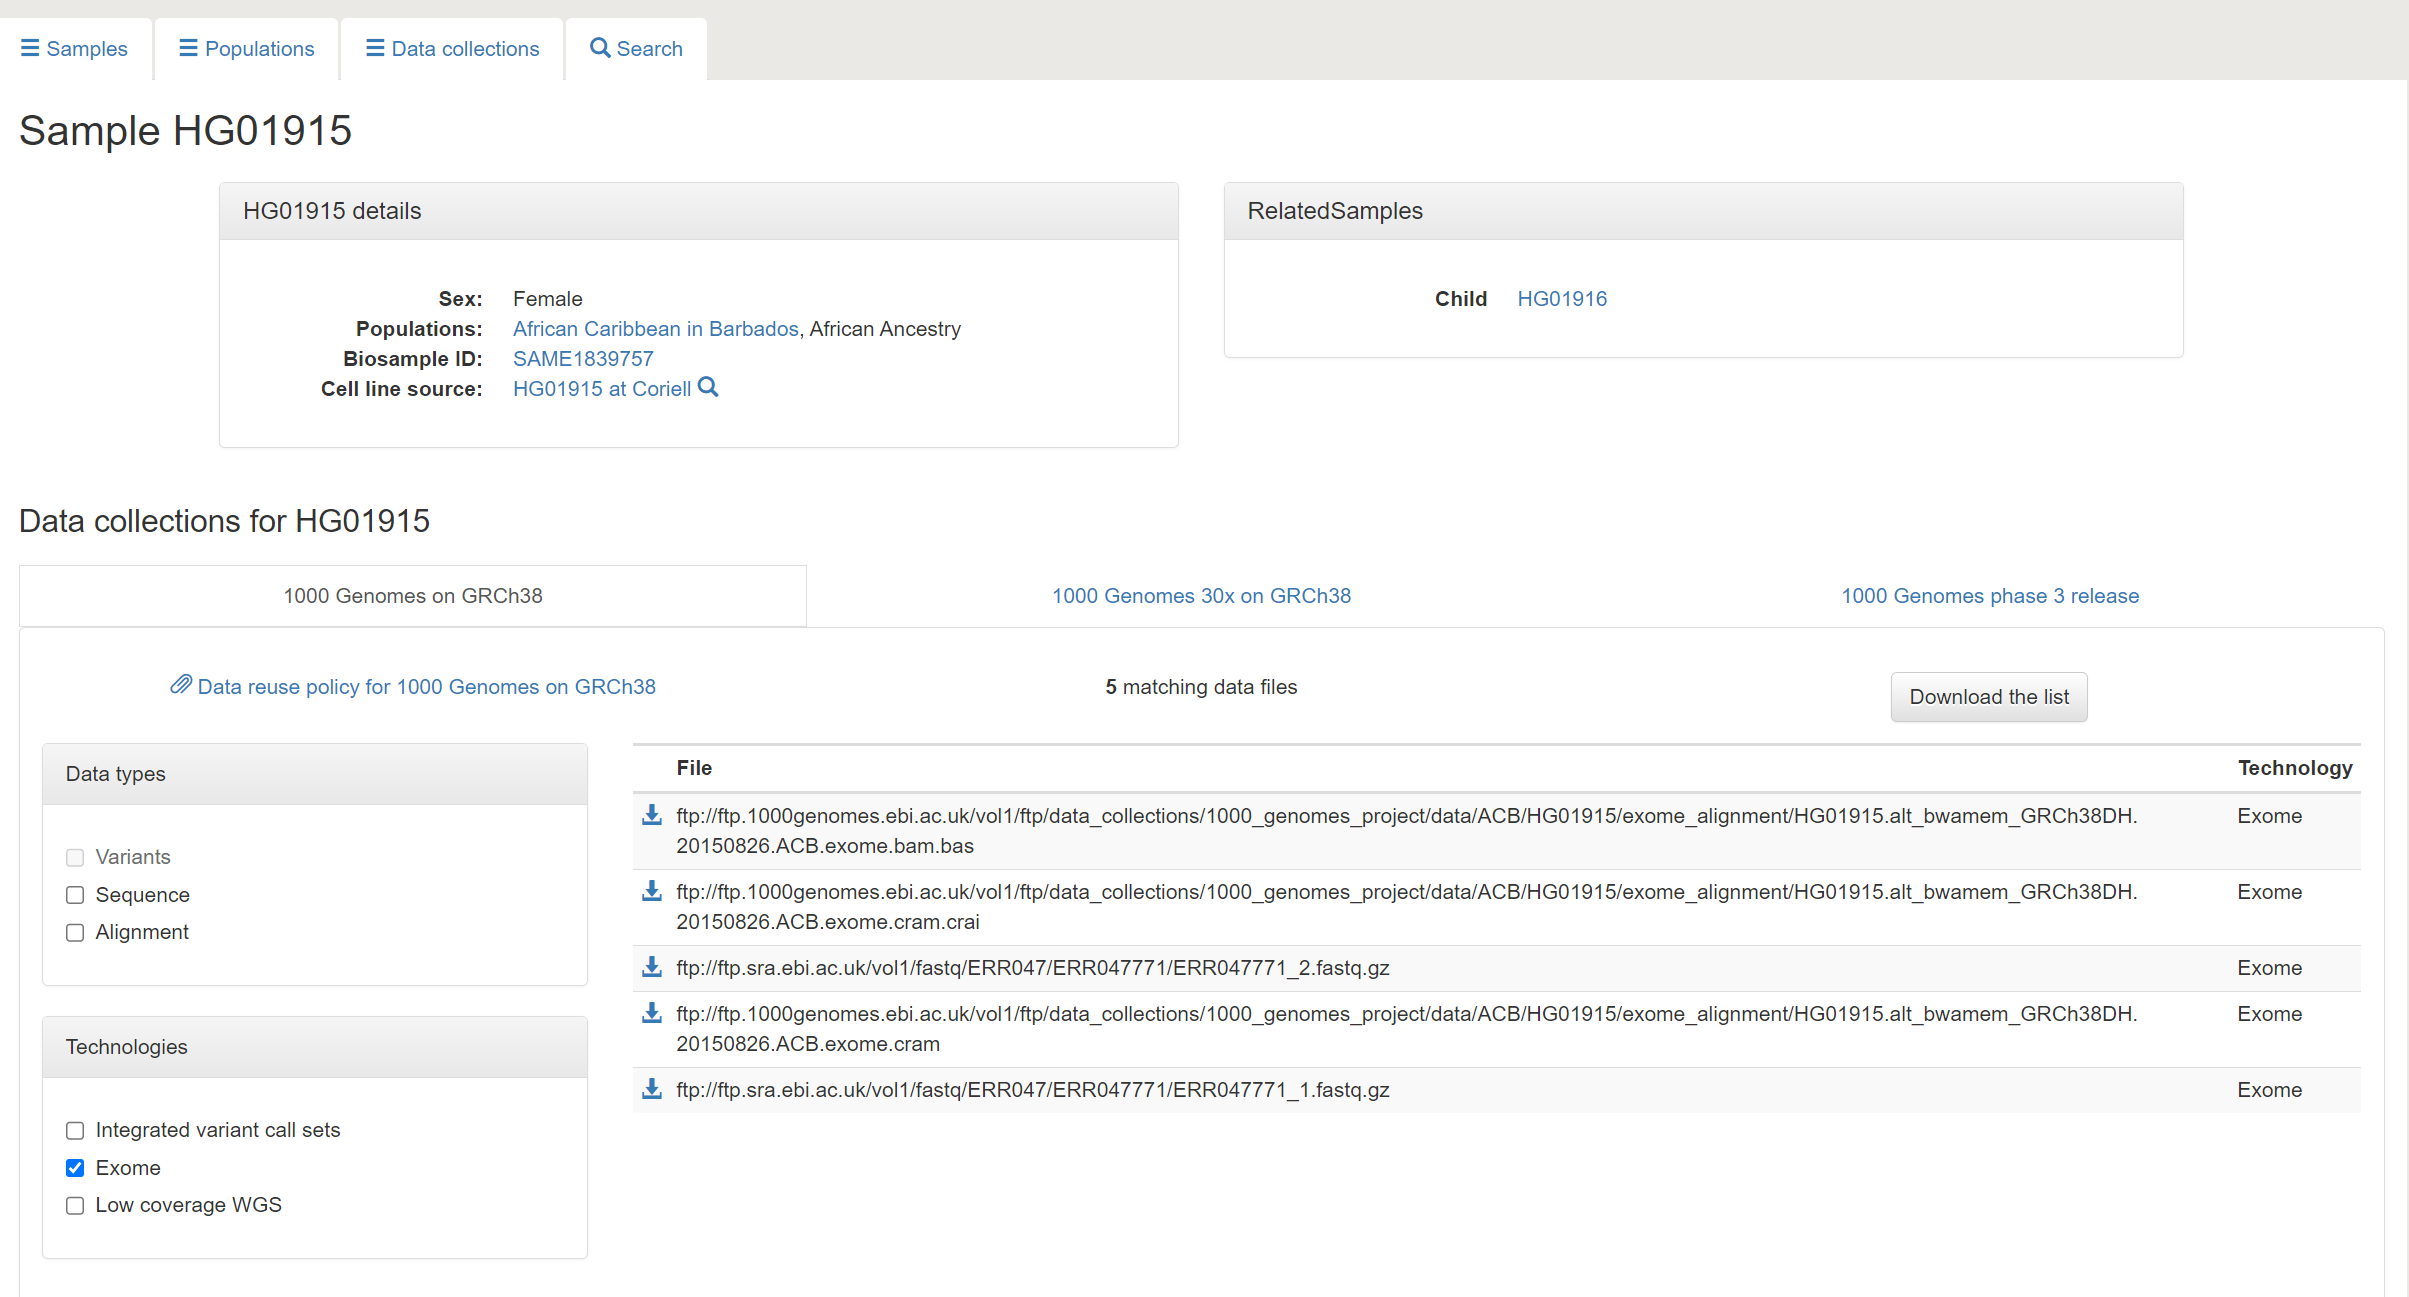 Samples
Populations
Data collections
Search
Sample HG01915
HG01915 details
Sex: Female
Populations: African Caribbean in Barbados, African Ancestry
Biosample ID: SAME1839757
Cell line source: HG01915 at Coriell
RelatedSamples
Child HG01916
Data collections for HG01915
1000 Genomes on GRCh38
1000 Genomes 30x on GRCh38
1000 Genomes phase 3 release
Data reuse policy for 1000 Genomes on GRCh38
5 matching data files
Download the list
Data types
Variants
Sequence
Alignment
Technologies
Integrated variant call sets
Exome
Low coverage WGS
File Technology
ftp://ftp.1000genomes.ebi.ac.uk/vol1/ftp/data_collections/1000_genomes_project/data/ACB/HG01915/exome_alignment/HG01915.alt_bwamem_GRCh38DH. Exome
20150826.ACB.exome.bam.bas
ftp://ftp.1000genomes.ebi.ac.uk/vol1/ftp/data_collections/1000_genomes_project/data/ACB/HG01915/exome_alignment/HG01915.alt_bwamem_GRCh38DH. Exome
20150826.ACB.exome.cram.crai
ftp://ftp.sra.ebi.ac.uk/vol1/fastq/ERR047/ERR047771/ERR047771_2.fastq.gz Exome
ftp://ftp.1000genomes.ebi.ac.uk/vol1/ftp/data_collections/1000_genomes_project/data/ACB/HG01915/exome_alignment/HG01915.alt_bwamem_GRCh38DH. Exome
20150826.ACB.exome.cram
ftp://ftp.sra.ebi.ac.uk/vol1/fastq/ERR047/ERR047771/ERR047771_1.fastq.gz Exome